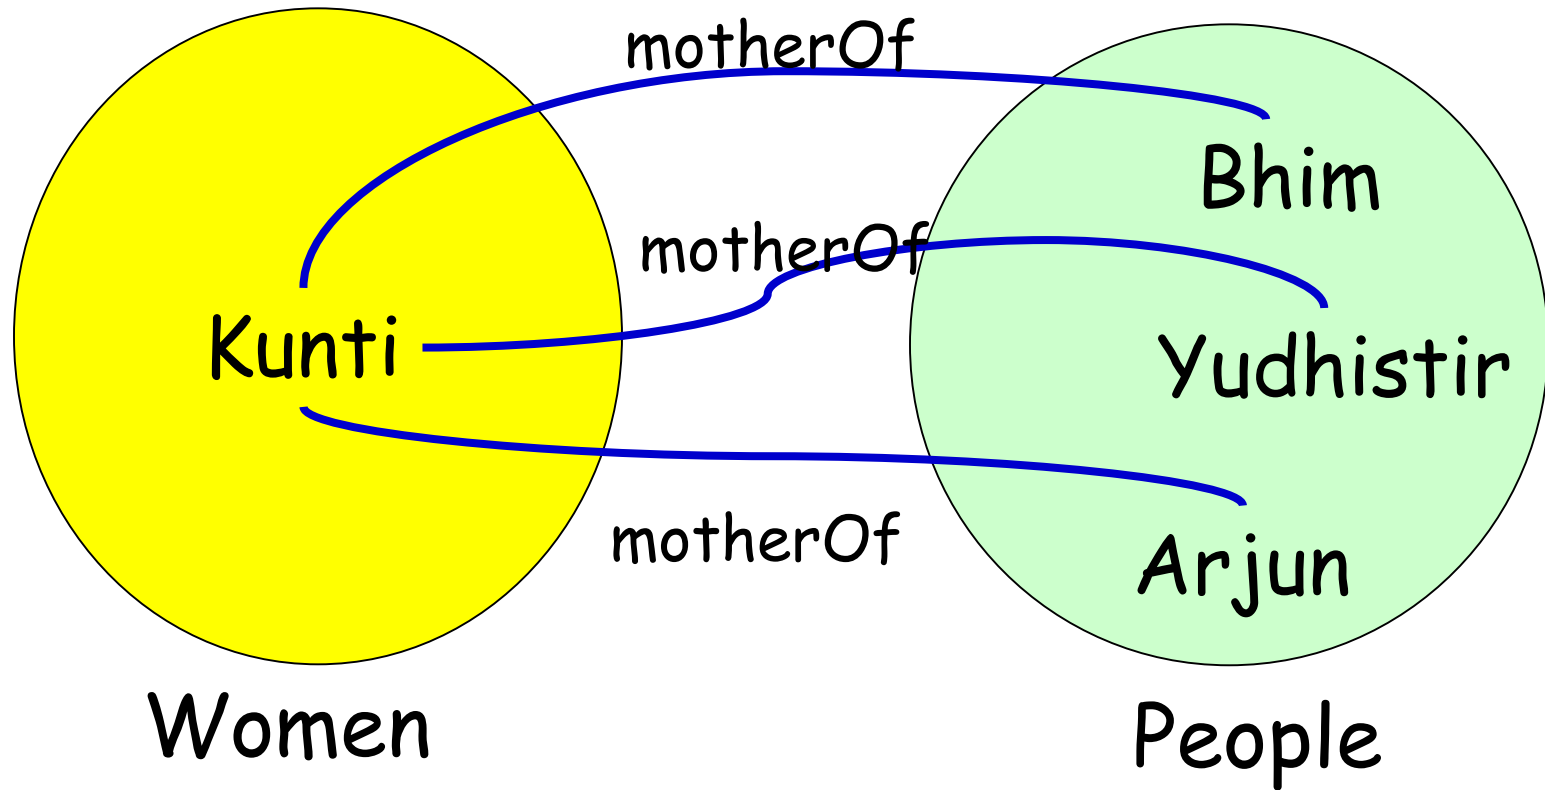 motherOf
Bhim
motherOf
Kunti
Yudhistir
motherOf
Arjun
Women
People